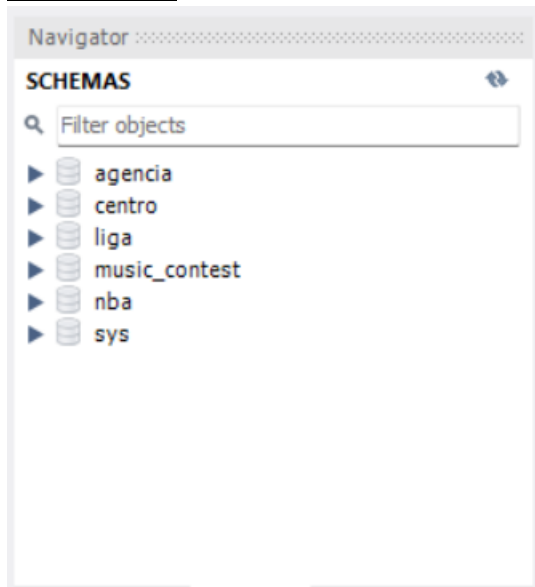 Navigator
SCHEMAS
Filter objects
agencia
centro
liga
music_contest
nba
sys